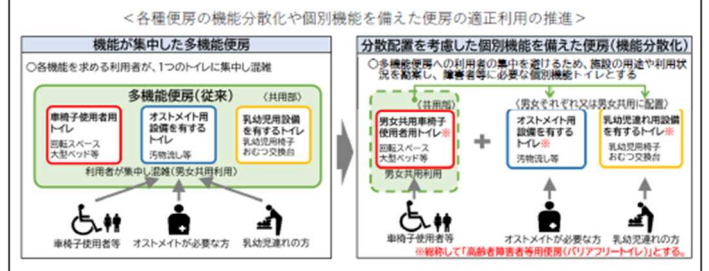 <各種便房の機能分散化や個別機能を備えた便房の適正利用の推進>
機能が集中した多機能便房
○各機能を求める利用者が、1つのトイレに集中し混雑
多機能便房(従来)
<共用部>
車椅子使用者用
トイレ
回転スペース
大型ベッド等
オストメイト用
設備を有する
トイレ
汚物流し等
乳幼児用設備
を有するトイレ
乳幼児用椅子
おむつ交換台
利用者が集中し混雑(男女共用利用)
車椅子使用者等
オストメイトが必要な方
乳幼児連れの方
分散配置を考慮した個別機能を備えた便房(機能分散化)
○多機能便房への利用者の集中を避けるため、施設の用途や利用状
況を勘案し、障害者等に必要な個別機能トイレとする
<共用部>
<男女それぞれ又は男女共用に配置>
男女共用車椅子
使用者用トイレ※
回転スペース
大型ベッド等
男女共用利用
+
オストメイト用
設備を有する
トイレ※
汚物流し等
乳幼児連れ用設備
を有するトイレ※
乳幼児用椅子
おむつ交換台
車椅子使用者等
オストメイトが必要な方
乳幼児連れの方
※総称して「高齢者障害者等用便房(バリアフリートイレ)」とする。